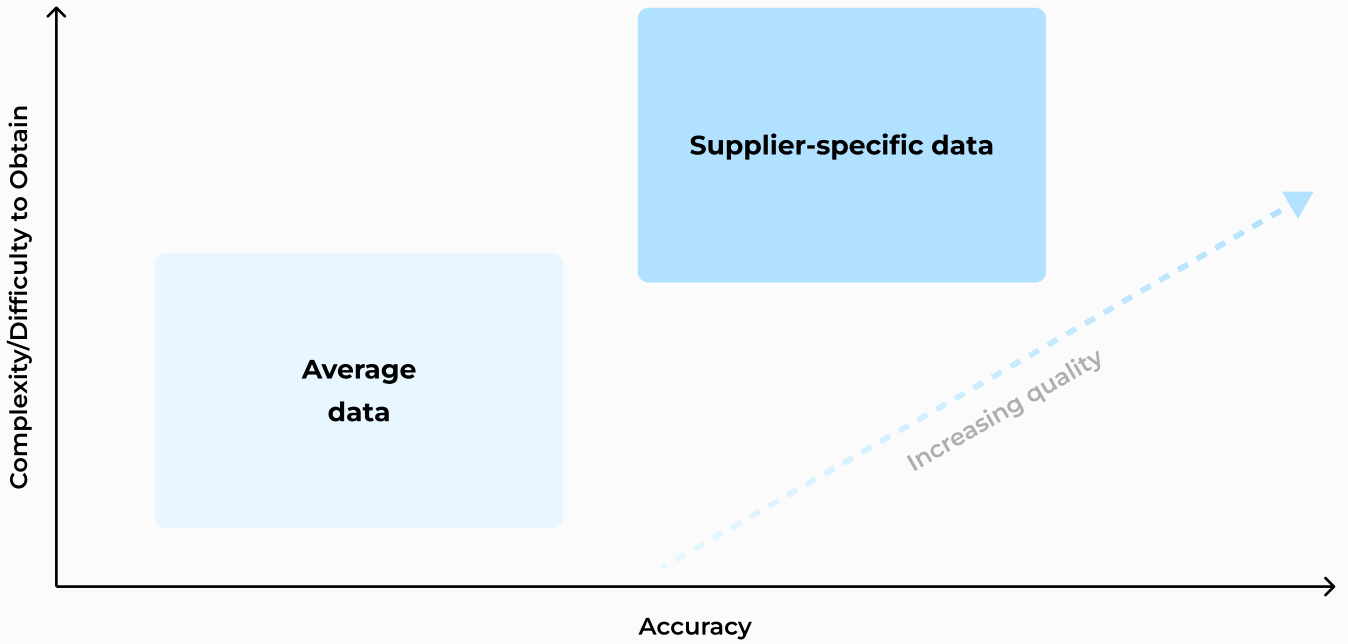 Complexity/Difficulty to Obtain
Supplier-specific data
Average
data
Increasing quality
Accuracy